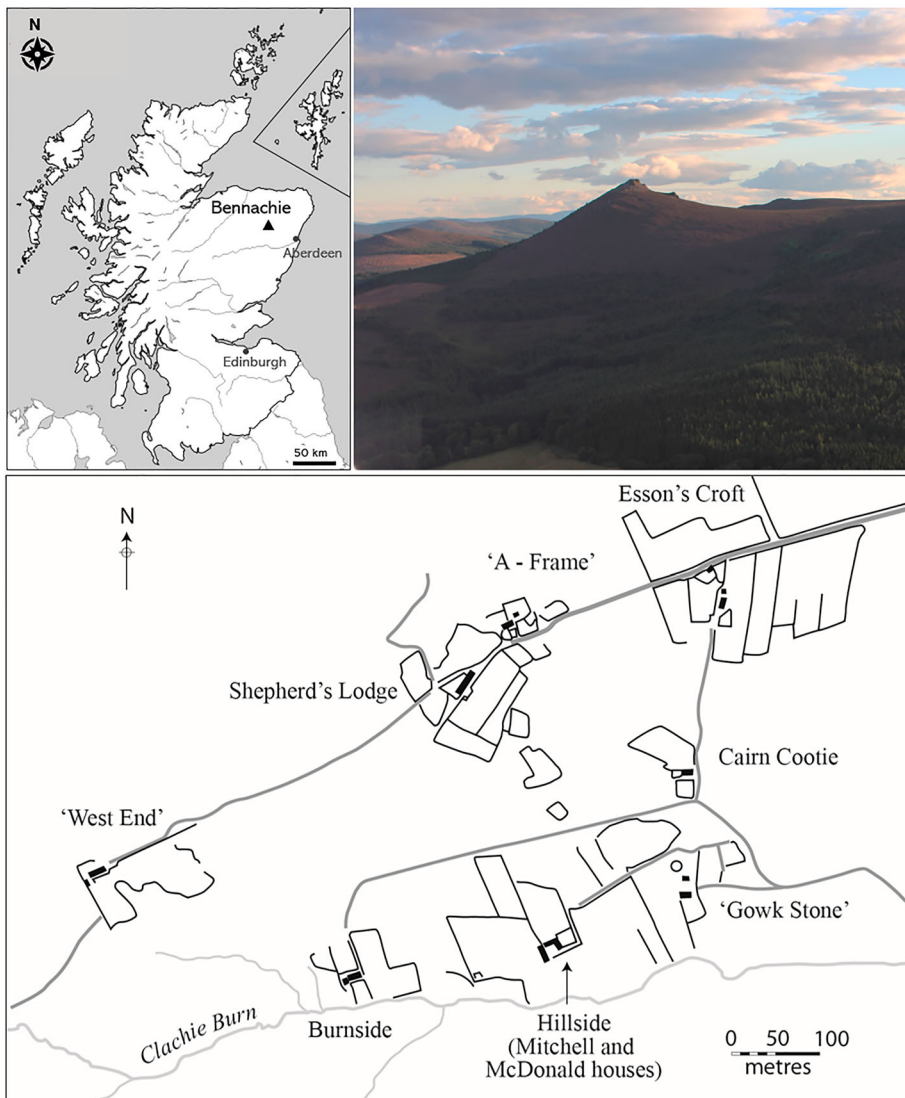 N
Bennachie
Aberdeen
Edinburgh
50 km
N
Esson's Croft
'A - Frame'
Shepherd's Lodge
Cairn Cootie
'West End'
'Gowk Stone'
Burnside
Hillside
(Mitchell and
McDonald houses)
Clachie Burn
0 50 100
metres